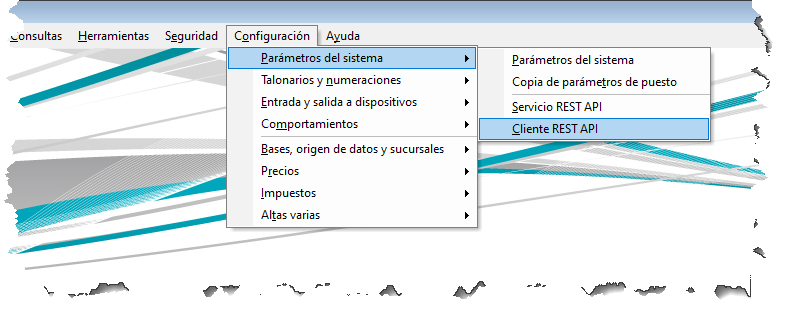 Consultas Herramientas Seguridad Configuración Ayuda
Parámetros del sistema
Talonarios y numeraciones
Entrada y salida a dispositivos
Comportamientos
Bases, origen de datos y sucursales
Precios
Impuestos
Altas varias
Parámetros del sistema
Copia de parámetros de puesto
Servicio REST API
Cliente REST API